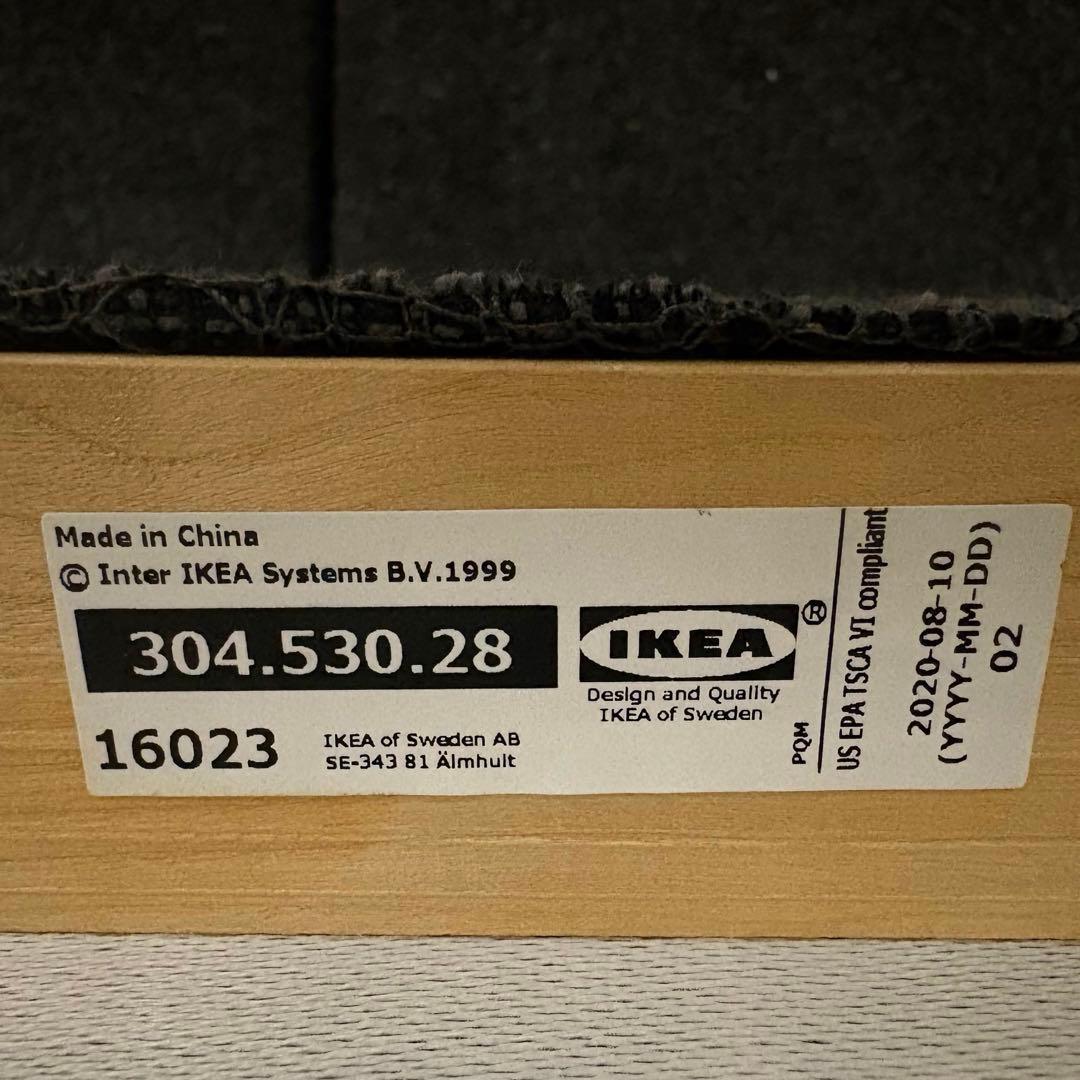 Made in China
© Inter IKEA Systems B.V.1999
304.530.28
IKEA®
Design and Quality
IKEA of Sweden
16023
IKEA of Sweden AB
SE-343 81 Älmhult
PQM
US EPA TSCA VI compliant
2020-08-10
(YYYY-MM-DD)
02